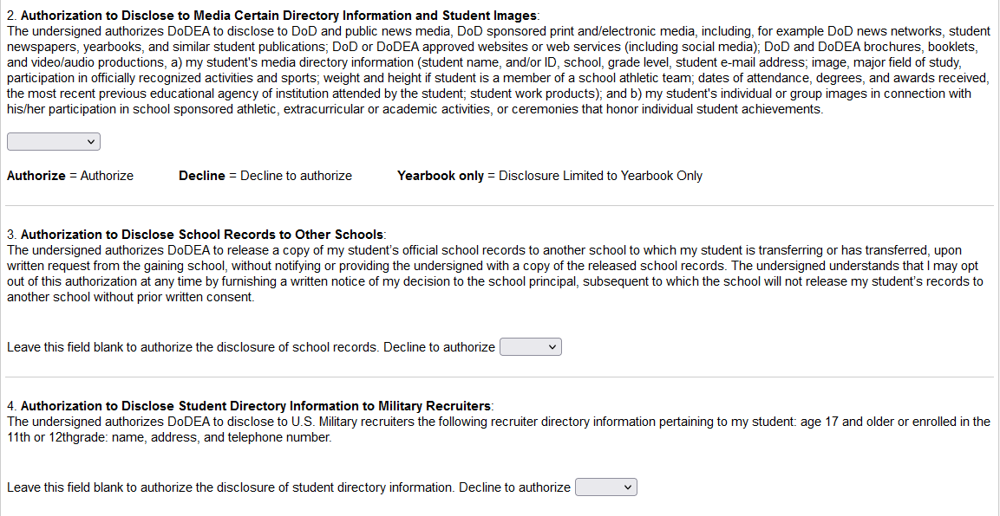 2. Authorization to Disclose to Media Certain Directory Information and Student Images:
The undersigned authorizes DoDEA to disclose to DoD and public news media, DoD sponsored print and/electronic media, including, for example DoD news networks, student
newspapers, yearbooks, and similar student publications; DoD or DoDEA approved websites or web services (including social media); DoD and DoDEA brochures, booklets,
and video/audio productions, a) my student's media directory information (student name, and/or ID, school, grade level, student e-mail address; image, major field of study,
participation in officially recognized activities and sports; weight and height if student is a member of a school athletic team; dates of attendance, degrees, and awards received,
the most recent previous educational agency of institution attended by the student; student work products); and b) my student's individual or group images in connection with
his/her participation in school sponsored athletic, extracurricular or academic activities, or ceremonies that honor individual student achievements.
Authorize = Authorize Decline = Decline to authorize Yearbook only = Disclosure Limited to Yearbook Only
3. Authorization to Disclose School Records to Other Schools:
The undersigned authorizes DoDEA to release a copy of my student's official school records to another school to which my student is transferring or has transferred, upon
written request from the gaining school, without notifying or providing the undersigned with a copy of the released school records. The undersigned understands that I may opt
out of this authorization at any time by furnishing a written notice of my decision to the school principal, subsequent to which the school will not release my student's records to
another school without prior written consent.
Leave this field blank to authorize the disclosure of school records. Decline to authorize
4. Authorization to Disclose Student Directory Information to Military Recruiters:
The undersigned authorizes DoDEA to disclose to U.S. Military recruiters the following recruiter directory information pertaining to my student: age 17 and older or enrolled in the
11th or 12thgrade: name, address, and telephone number.
Leave this field blank to authorize the disclosure of student directory information. Decline to authorize